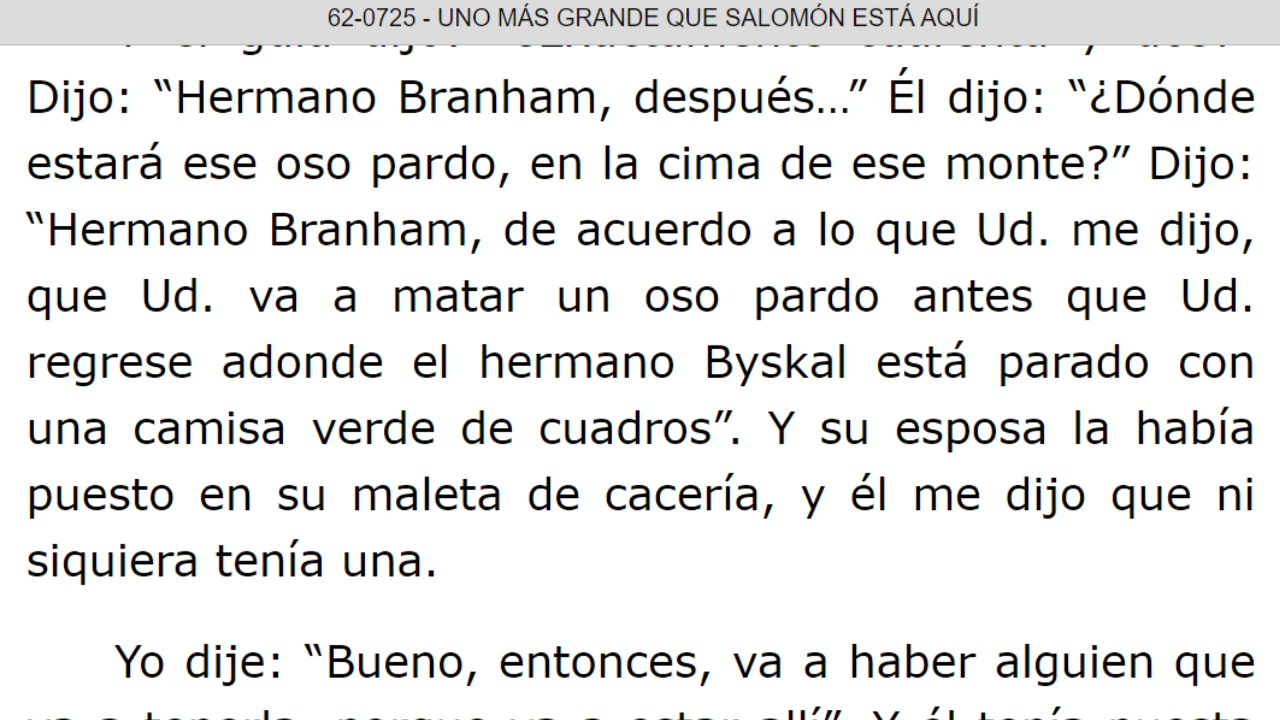 62-0725 - UNO MÁS GRANDE QUE SALOMÓN ESTÁ AQUÍ
Dijo: “Hermano Branham, después…” Él dijo: “¿Dónde
estará ese oso pardo, en la cima de ese monte?” Dijo:
“Hermano Branham, de acuerdo a lo que Ud. me dijo,
que Ud. va a matar un oso pardo antes que Ud.
regrese adonde el hermano Byskal está parado con
una camisa verde de cuadros”. Y su esposa la había
puesto en su maleta de cacería, y él me dijo que ni
siquiera tenía una.
Yo dije: “Bueno, entonces, va a haber alguien que